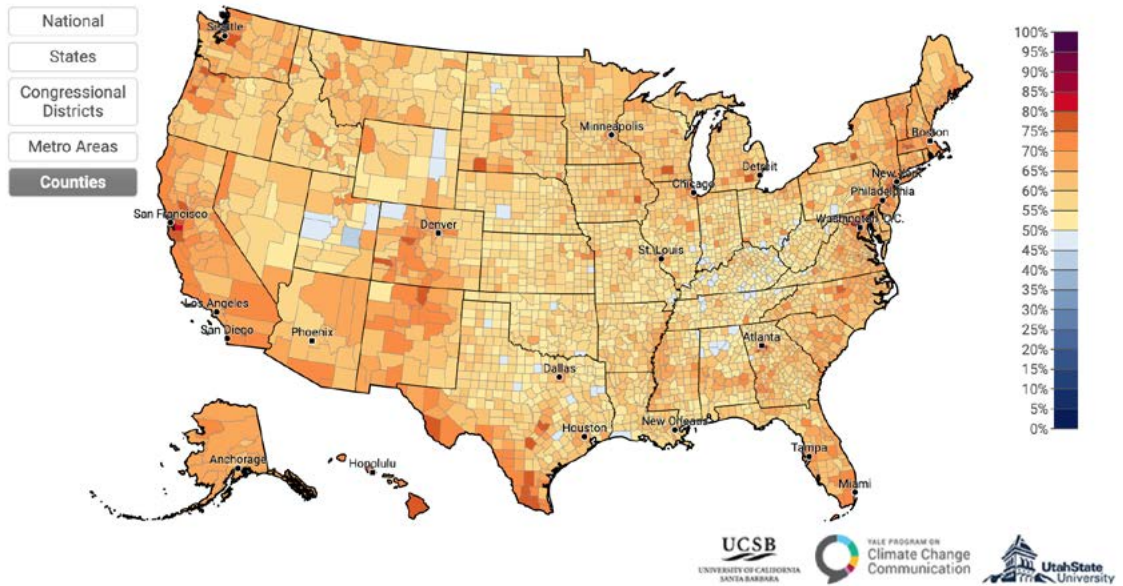 National
States
Congressional
Districts
Metro Areas
Counties
Seattle
Minneapolis
Boston
Detroit
New York
Chicago
Philadelphia
San Francisco
Denver
Washington, D.C.
St. Louis
Los Angeles
San Diego
Phoenix
Atlanta
Dallas
Houston
New Orleans
Tampa
Anchorage
Honolulu
Miami
100%
95%
90%
85%
80%
75%
70%
65%
60%
55%
50%
45%
40%
35%
30%
25%
20%
15%
10%
5%
0%
UCSB
UNIVERSITY OF CALIFORNIA
SANTA BARBARA
YALE PROGRAM ON
Climate Change
Communication
UtahState
University